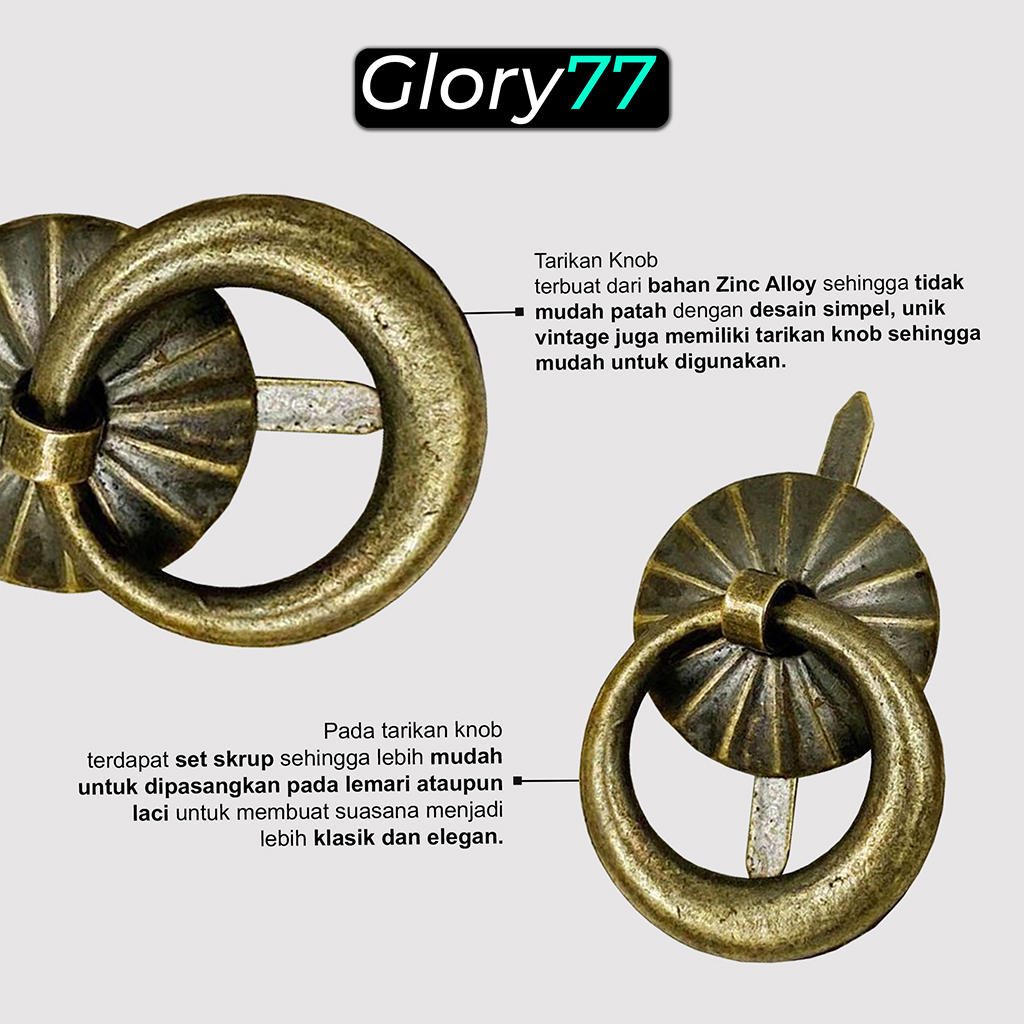 Glory77
Tarikan Knob
terbuat dari bahan Zinc Alloy sehingga tidak
mudah patah dengan desain simpel, unik
vintage juga memiliki tarikan knob sehingga
mudah untuk digunakan.
Pada tarikan knob
terdapat set skrup sehingga lebih mudah
untuk dipasangkan pada lemari ataupun
laci untuk membuat suasana menjadi
lebih klasik dan elegan.